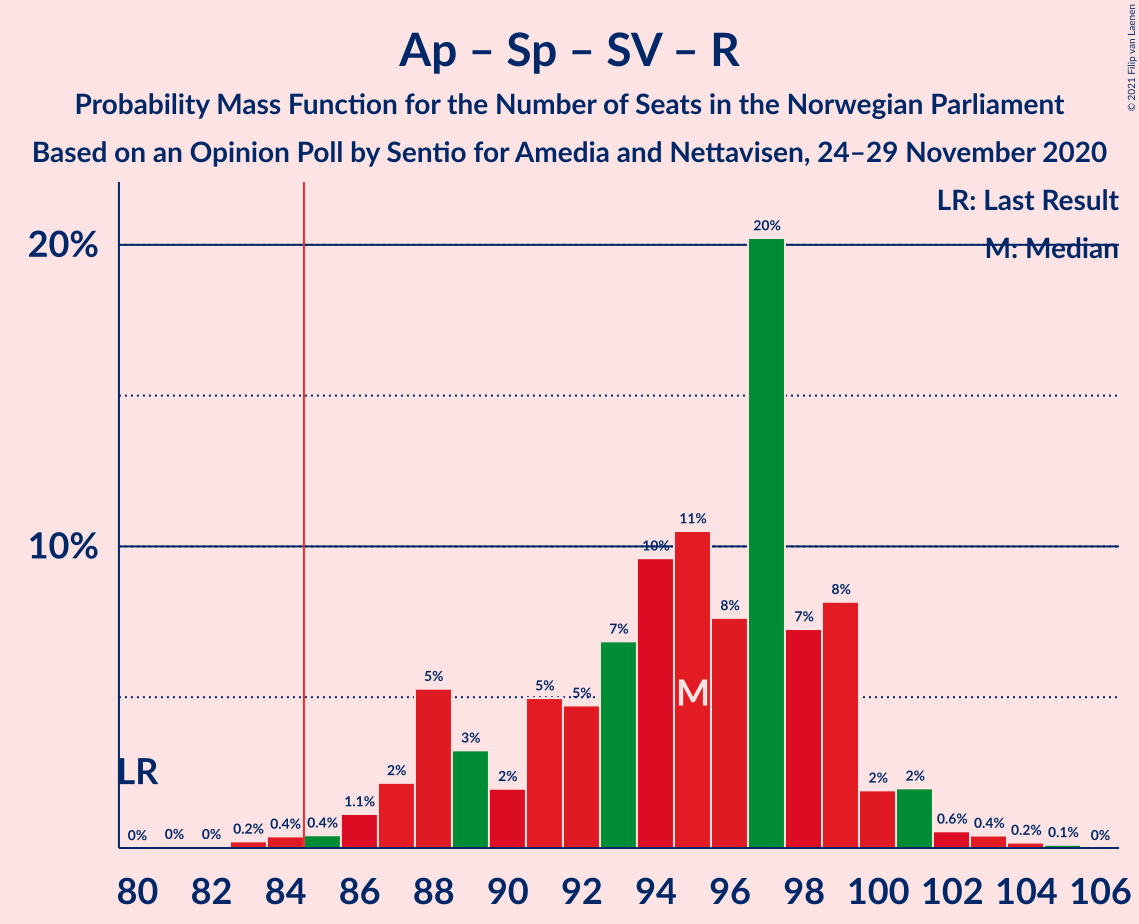 Ap – Sp – SV – R
Probability Mass Function for the Number of Seats in the Norwegian Parliament
Based on an Opinion Poll by Sentio for Amedia and Nettavisen, 24–29 November 2020
© 2021 Filip van Laenen
LR: Last Result
M: Median
20%
10%
LR
M
0% 0% 0% 0.2% 0.4% 0.4% 1.1% 2% 5% 3% 2% 5% 5% 7% 10% 11% 8% 20% 7% 8% 2% 2% 0.6% 0.4% 0.2% 0.1% 0%
80 82 84 86 88 90 92 94 96 98 100 102 104 106